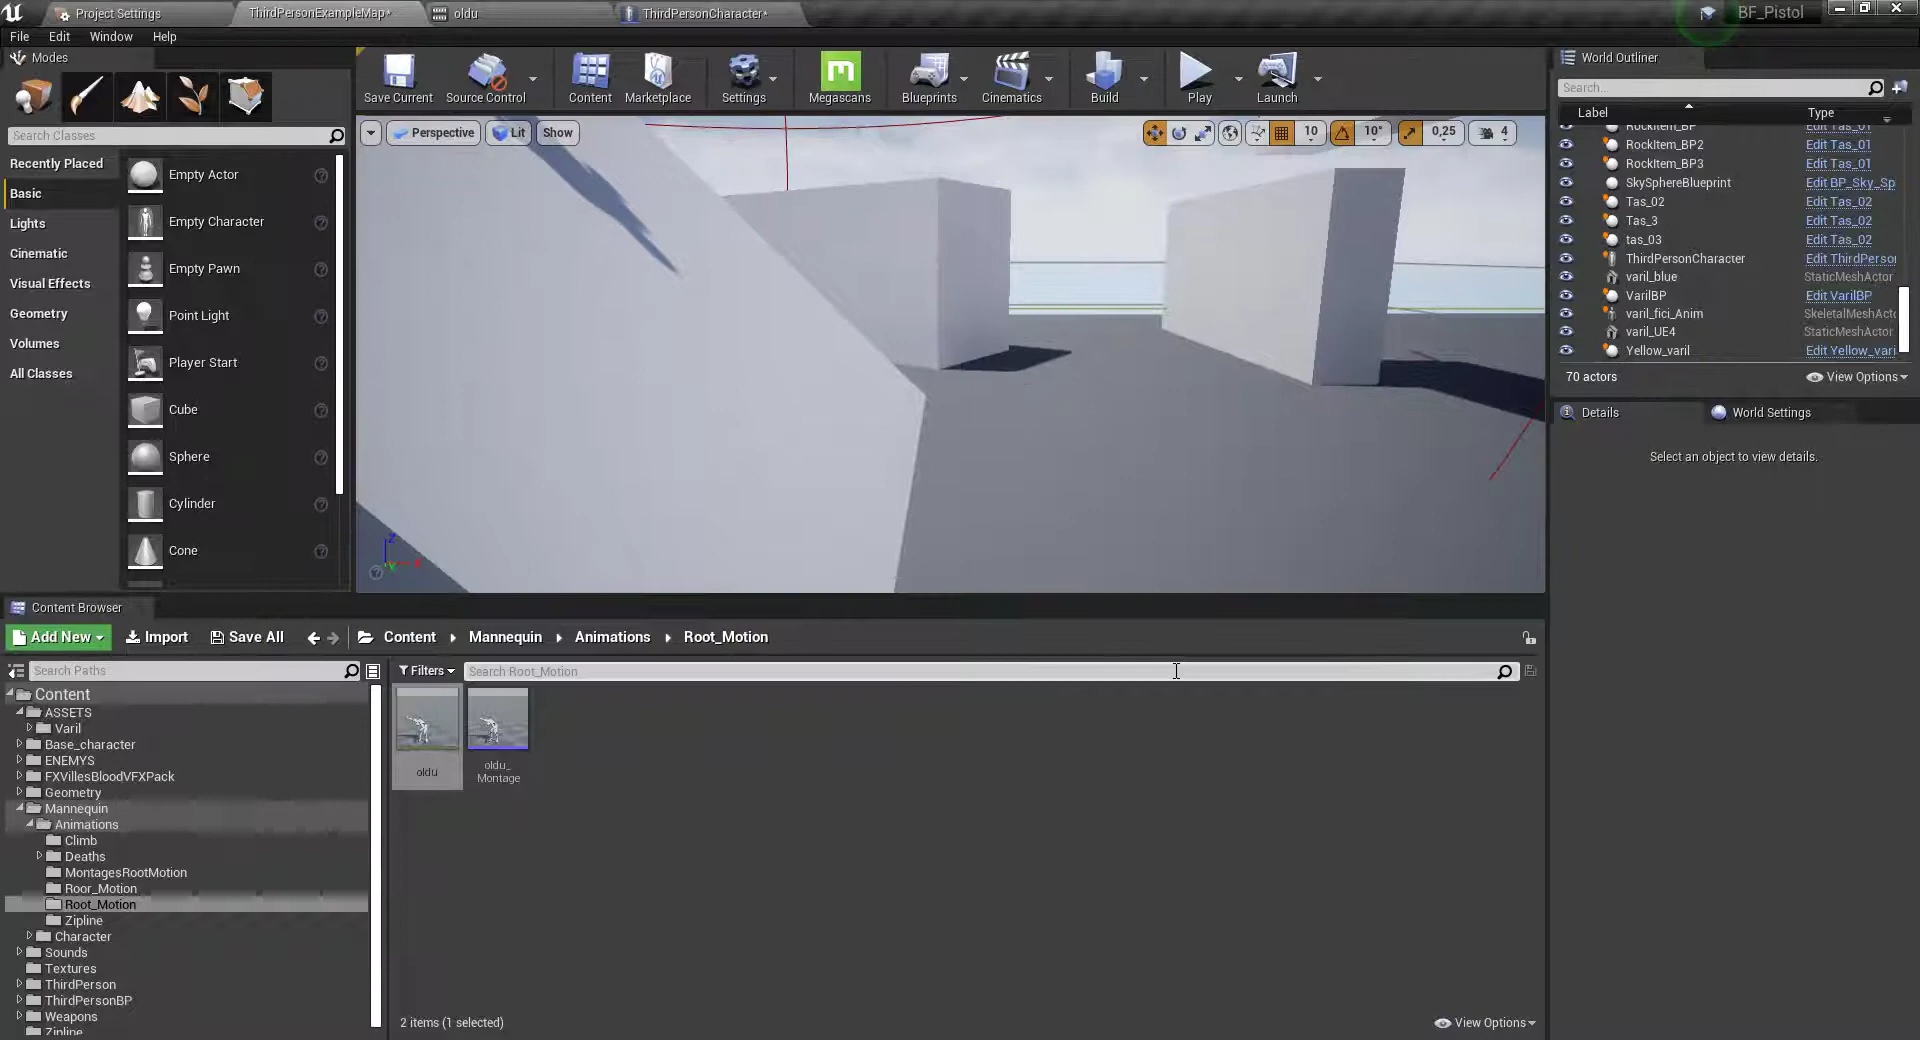 Project Settings
ThirdPersonExampleMap*
oldu
ThirdPersonCharacter*
BF_Pistol
File Edit Window Help
Modes
Search Classes
Recently Placed
Basic
Lights
Cinematic
Visual Effects
Geometry
Volumes
All Classes
Empty Actor
Empty Character
Empty Pawn
Point Light
Player Start
Cube
Sphere
Cylinder
Cone
Save Current
Source Control
Content
Marketplace
Settings
Megascans
Blueprints
Cinematics
Build
Play
Launch
Perspective
Lit
Show
10
10°
0,25
4
World Outliner
Search...
Label Type
RockItem_BP Edit Tas_01
RockItem_BP2 Edit Tas_01
RockItem_BP3 Edit Tas_01
SkySphereBlueprint Edit BP_Sky_Sp
Tas_02 Edit Tas_02
Tas_3 Edit Tas_02
tas_03 Edit Tas_02
ThirdPersonCharacter Edit ThirdPerso
varil_blue StaticMeshActor
VarilBP Edit VarilBP
varil_fici_Anim SkeletalMeshActo
varil_UE4 StaticMeshActor
Yellow_varil Edit Yellow_vari
70 actors
View Options
Details
World Settings
Select an object to view details.
Content Browser
Add New
Import
Save All
Content
Mannequin
Animations
Root_Motion
Search Paths
Filters
Search Root_Motion
Content
ASSETS
Varil
Base_character
ENEMYS
FXVillesBloodVFXPack
Geometry
Mannequin
Animations
Climb
Deaths
MontagesRootMotion
Roor_Motion
Root_Motion
Zipline
Character
Sounds
Textures
ThirdPerson
ThirdPersonBP
Weapons
Zipline
oldu
oldu_
Montage
2 items (1 selected)
View Options